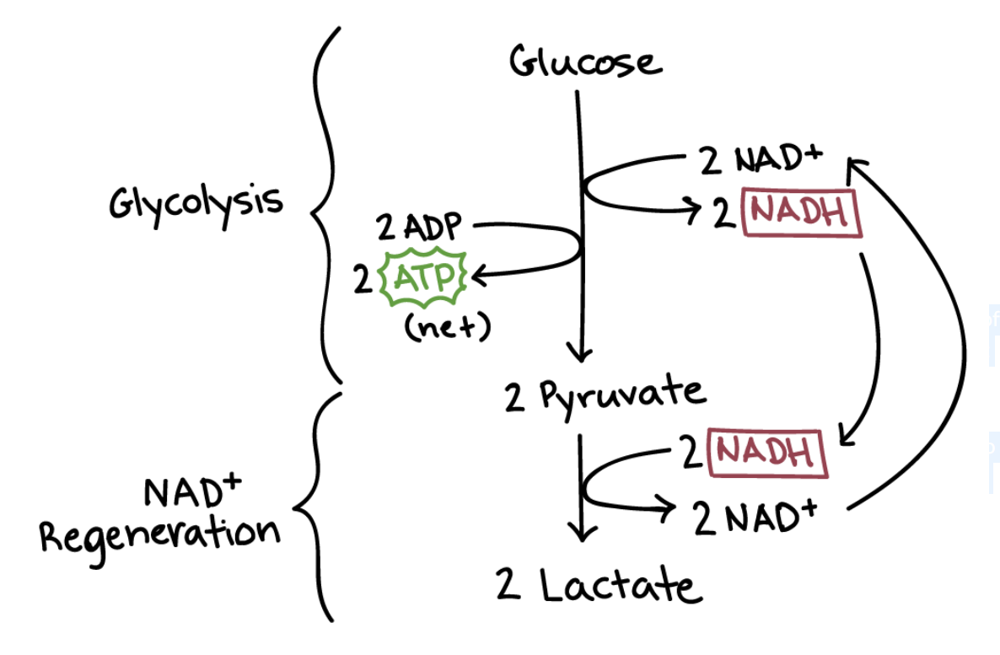 Glucose
2 NAD+
Glycolysis
2 NADH
2 ADP
2 ATP
(net)
2 Pyruvate
2 NADH
NAD+
Regeneration
2 NAD+
2 Lactate